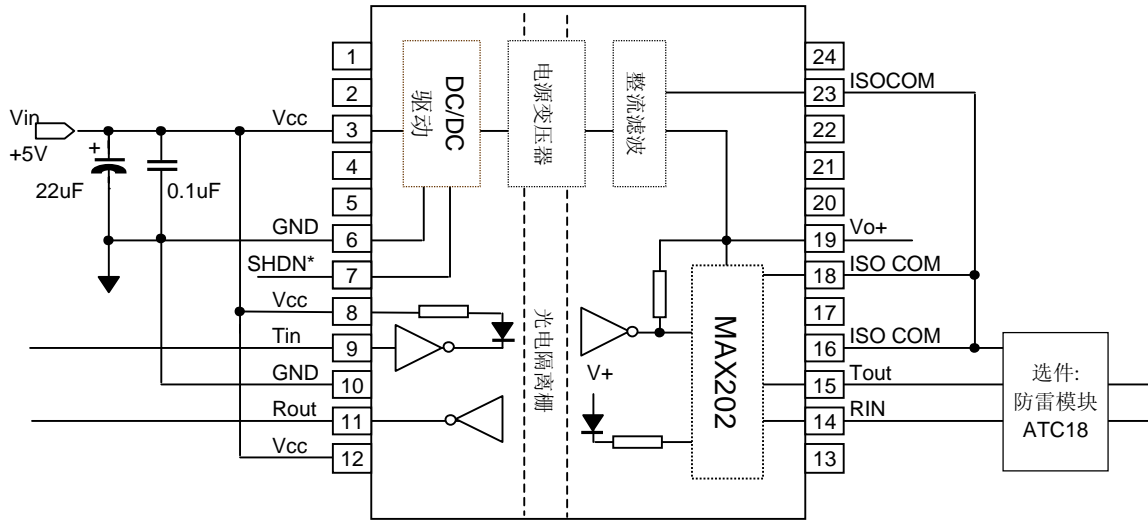 Vin
+5V
+
22uF
0.1uF
Vcc
GND
SHDN*
Vcc
Tin
GND
Rout
Vcc
1
2
3
4
5
6
7
8
9
10
11
12
DC/DC
驱动
电源变压器
整流滤波
光电隔离栅
V+
MAX202
24
23
22
21
20
19
18
17
16
15
14
13
ISOCOM
Vo+
ISO COM
ISO COM
Tout
RIN
选件:
防雷模块
ATC18